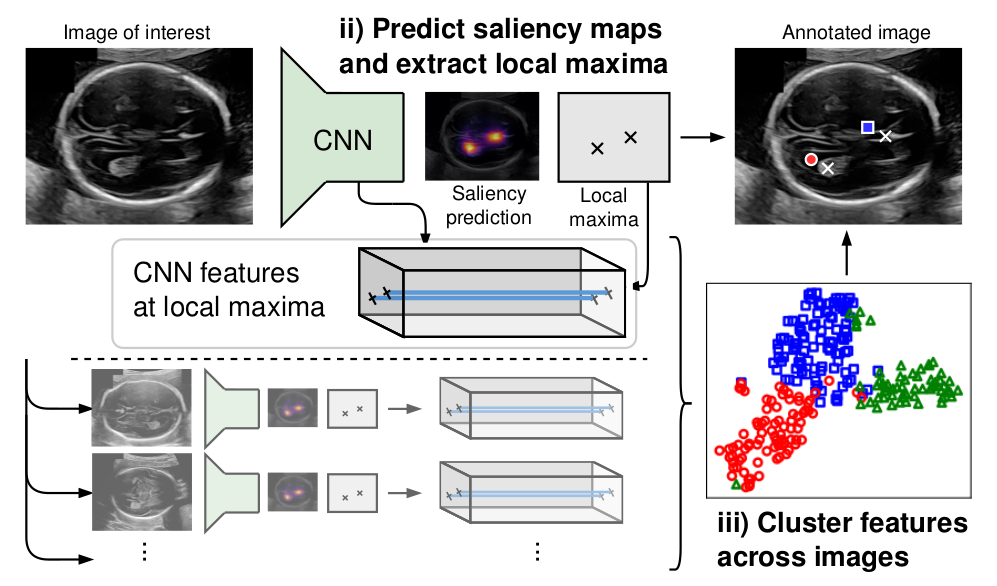 Image of interest
ii) Predict saliency maps
and extract local maxima
Annotated image
CNN
Saliency
prediction
Local
maxima
CNN features
at local maxima
iii) Cluster features
across images